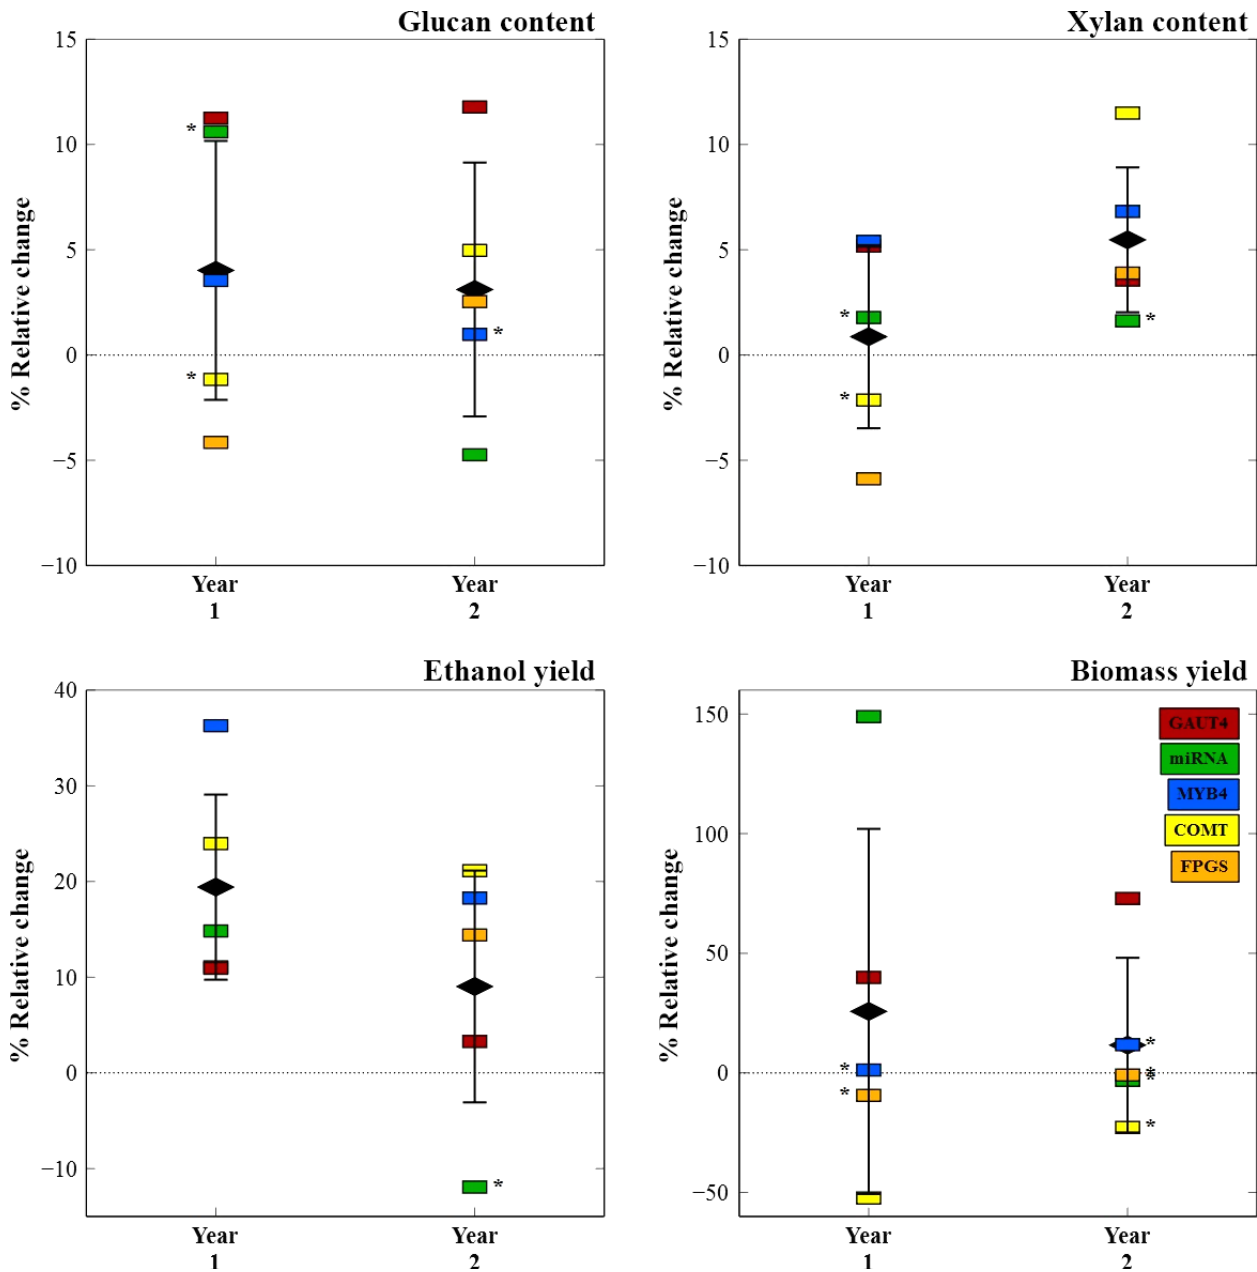 Glucan content
15
10
5
0
−5
−10
% Relative change
*
*
*
Year
1
Year
2
Xylan content
15
10
5
0
−5
−10
% Relative change
*
*
*
Year
1
Year
2
Ethanol yield
40
30
20
10
0
−10
% Relative change
*
Year
1
Year
2
Biomass yield
150
100
50
0
−50
% Relative change
GAUT4
miRNA
MYB4
COMT
FPGS
*
*
*
*
*
*
Year
1
Year
2